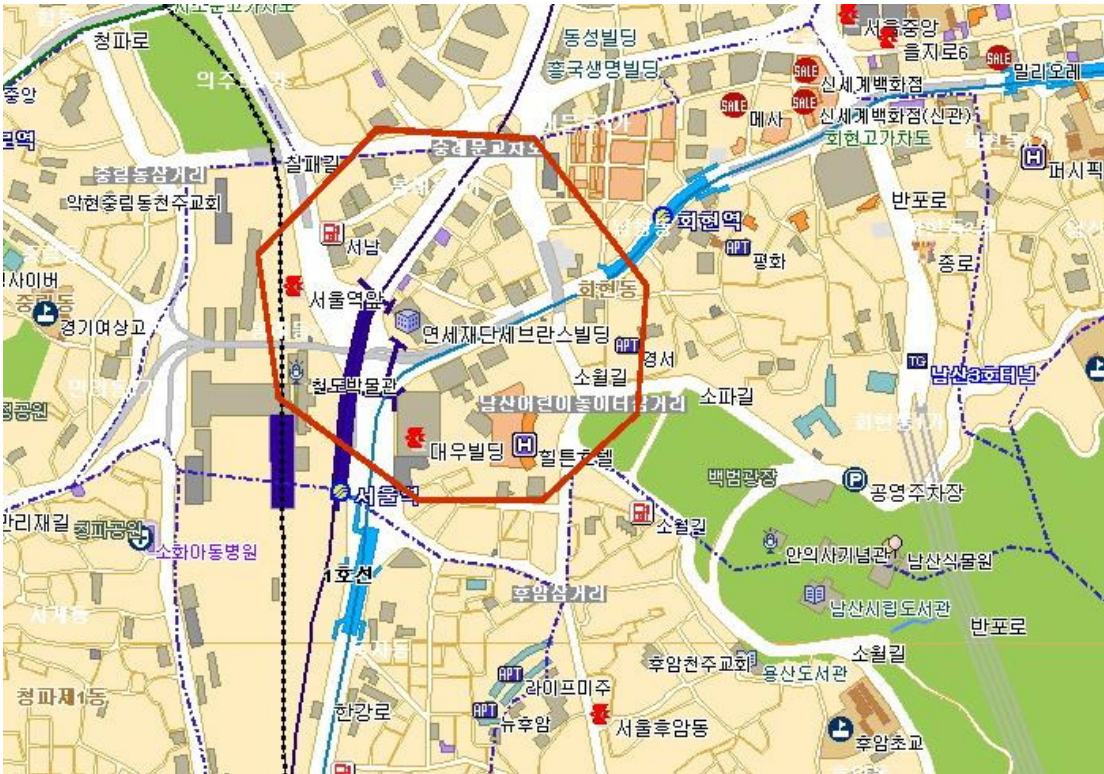 청파로
동성빌딩
흥국생명빌딩
서울중앙
을지로6
신세계백화점
밀리오레
메사
신세계백화점(신관)
회현고가차도
중앙
칠패길
중림동삼거리
약현중림동천주교회
퍼시픽
반포로
서남
회현역
평화
종로
중림동
서울역앞
회현동
경기여상고
연세재단세브란스빌딩
경서
남산3호터널
철도박물관
소월길
남산어린이놀이터삼거리
소파길
대우빌딩
힐튼호텔
백범광장
공영주차장
서울역
만리재길
청파공원
소월길
소화아동병원
안의사기념관
남산식물원
1호선
후암삼거리
남산시립도서관
반포로
소월길
후암천주교회
용산도서관
청파제1동
라이프미주
한강로
뉴후암
서울후암동
후암초교